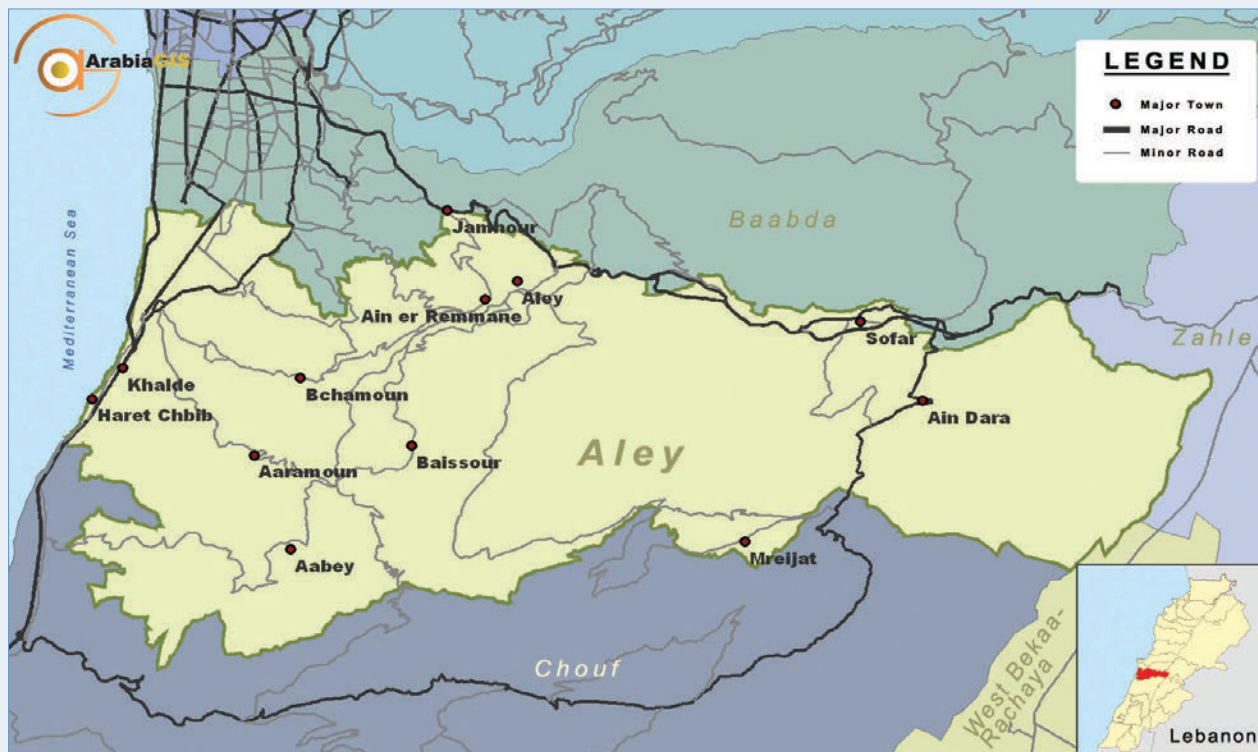 ArabiaGIS
LEGEND
Major Town
Major Road
Minor Road
Mediterranean Sea
Baabda
Jamhour
Aley
Ain er Remmane
Sofar
Zahle
Khalde
Bchamoun
Haret Chbib
Ain Dara
Aley
Baissour
Aaramoun
Aabey
Mreijat
Chouf
West Bekaa-
Rachaya
Lebanon